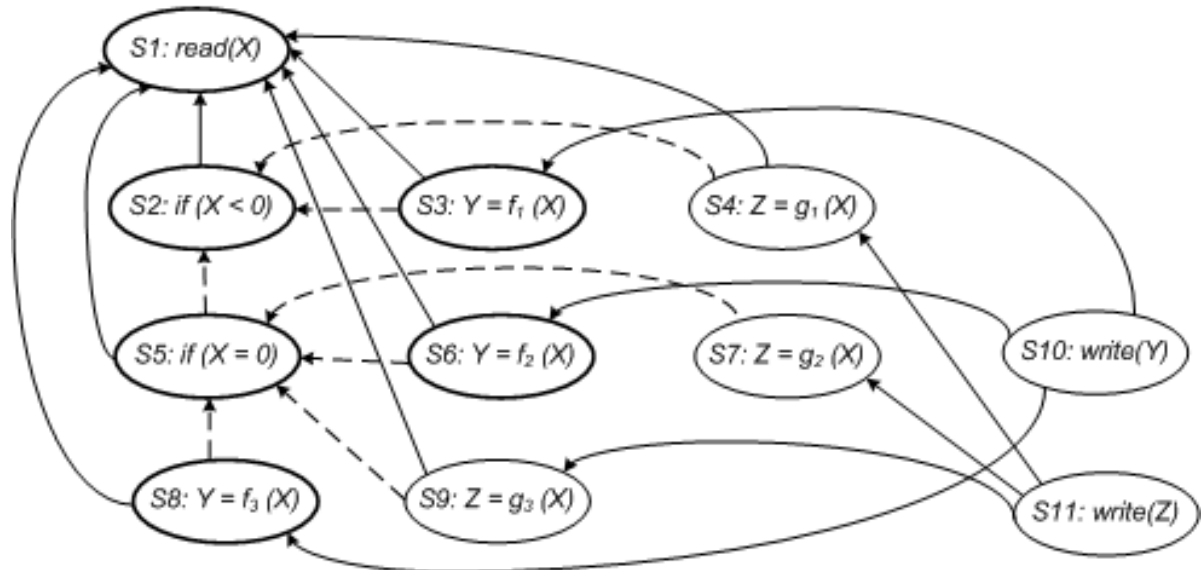 S1: read(X)
S2: if (X < 0)
S3: Y = f₁ (X)
S4: Z = g₁ (X)
S5: if (X = 0)
S6: Y = f₂ (X)
S7: Z = g₂ (X)
S10: write(Y)
S8: Y = f₃ (X)
S9: Z = g₃ (X)
S11: write(Z)